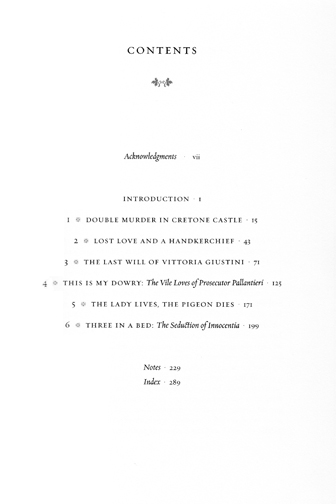 CONTENTS
Acknowledgments · vii
INTRODUCTION · 1
1 ❊ DOUBLE MURDER IN CRETONE CASTLE · 15
2 ❊ LOST LOVE AND A HANDKERCHIEF · 43
3 ❊ THE LAST WILL OF VITTORIA GIUSTINI · 71
4 ❊ THIS IS MY DOWRY: The Vile Loves of Prosecutor Pallantieri · 125
5 ❊ THE LADY LIVES, THE PIGEON DIES · 171
6 ❊ THREE IN A BED: The Seduction of Innocentia · 199
Notes · 229
Index · 289